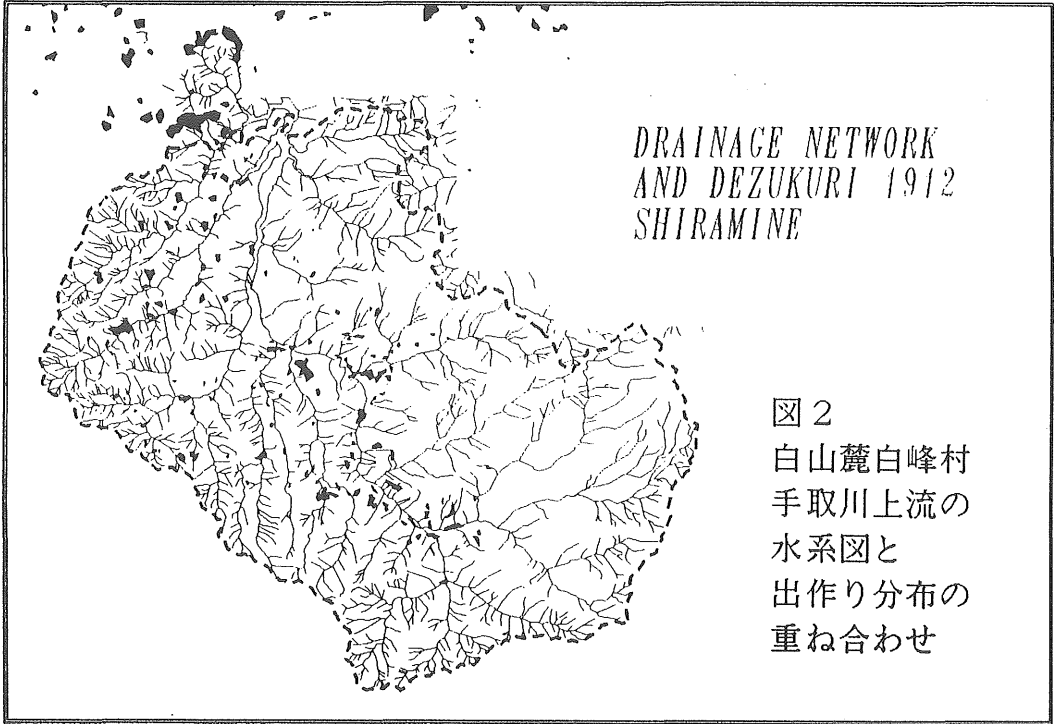 DRAINAGE NETWORK
AND DEZUKURI 1912
SHIRAMINE
図2
白山麓白峰村
手取川上流の
水系図と
出作り分布の
重ね合わせ